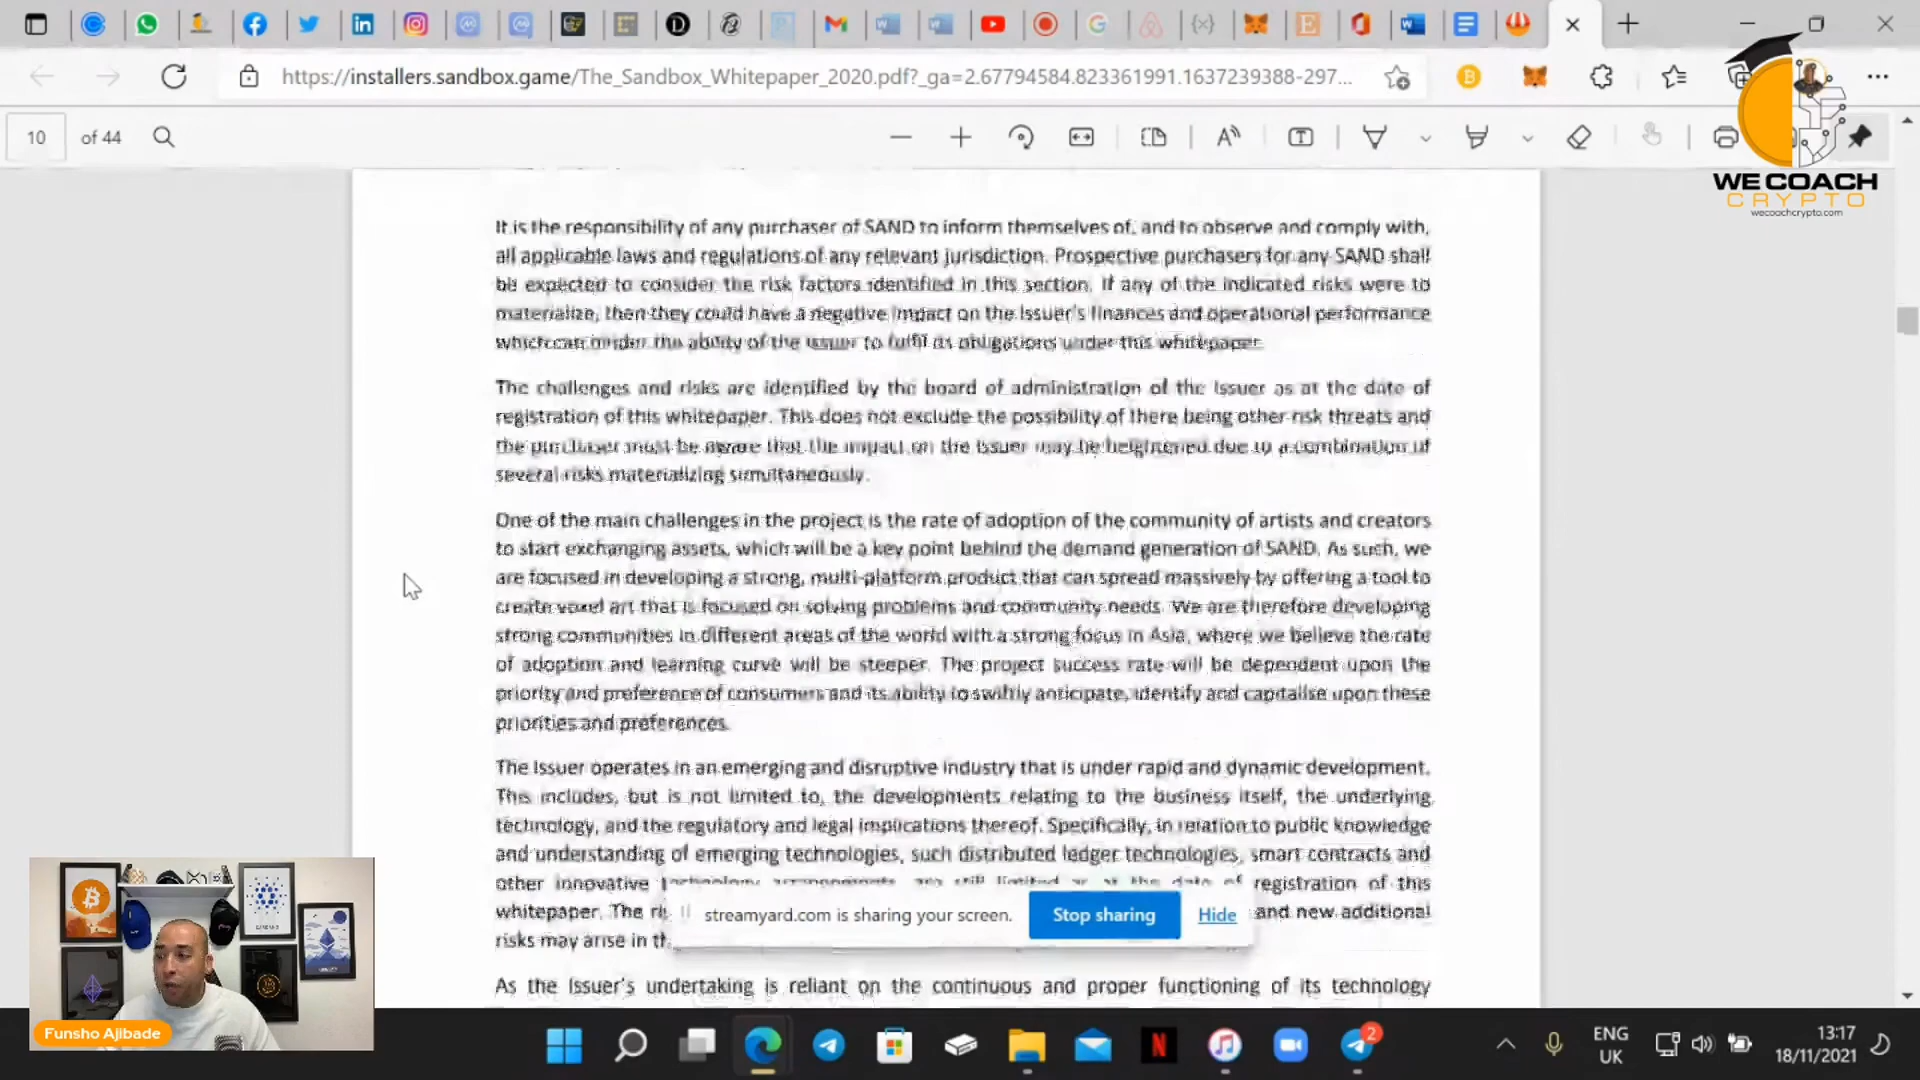 https://installers.sandbox.game/The_Sandbox_Whitepaper_2020.pdf?_ga=2.67794584.823361991.1637239388-297...
10 of 44
WE COACH
CRYPTO
wecoachcrypto.com
It is the responsibility of any purchaser of SAND to inform themselves of, and to observe and comply with,
all applicable laws and regulations of any relevant jurisdiction. Prospective purchasers for any SAND shall
be expected to consider the risk factors identified in this section. If any of the indicated risks were to
materialize, then they could have a negative impact on the Issuer's finances and operational performance
which can hinder the ability of the issuer to fulfil its obligations under this whitepaper.
The challenges and risks are identified by the board of administration of the Issuer as at the date of
registration of this whitepaper. This does not exclude the possibility of there being other risk threats and
the purchaser must be aware that the impact on the Issuer may be heightened due to a combination of
several risks materializing simultaneously.
One of the main challenges in the project is the rate of adoption of the community of artists and creators
to start exchanging assets, which will be a key point behind the demand generation of SAND. As such, we
are focused in developing a strong, multi-platform product that can spread massively by offering a tool to
create voxel art that is focused on solving problems and community needs. We are therefore developing
strong communities in different areas of the world with a strong focus in Asia, where we believe the rate
of adoption and learning curve will be steeper. The project success rate will be dependent upon the
priority and preference of consumers and its ability to swiftly anticipate, identify and capitalise upon these
priorities and preferences.
The Issuer operates in an emerging and disruptive industry that is under rapid and dynamic development.
This includes, but is not limited to, the developments relating to the business itself, the underlying
technology, and the regulatory and legal implications thereof. Specifically, in relation to public knowledge
and understanding of emerging technologies, such distributed ledger technologies, smart contracts and
other innovative technology arrangements, are still limited as at the date of registration of this
whitepaper. The and new additional
risks may arise in
streamyard.com is sharing your screen. Stop sharing Hide
As the Issuer's undertaking is reliant on the continuous and proper functioning of its technology
Funsho Ajibade
2
ENG
UK
13:17
18/11/2021